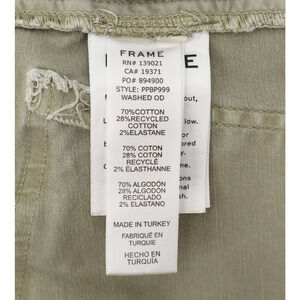 FRAME
RN# 139021
CA# 19371
PO# 894900
STYLE: PPBP999
WASHED OD
70%COTTON
28%RECYCLED
COTTON
2%ELASTANE
70% COTON
28% COTON
RECYCLÉ
2% ÉLASTHANNE
70% ALGODÓN
28% ALGODÓN
RECICLADO
2% ELASTANO
MADE IN TURKEY
FABRIQUÉ EN
TURQUIE
HECHO EN
TURQUÍA